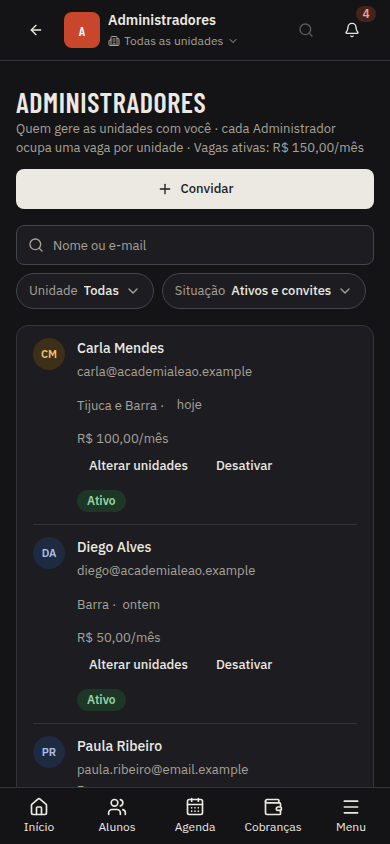 A
Administradores
Todas as unidades
4
ADMINISTRADORES
Quem gere as unidades com você · cada Administrador
ocupa uma vaga por unidade · Vagas ativas: R$ 150,00/mês
Convidar
Nome ou e-mail
Unidade Todas
Situação Ativos e convites
CM
Carla Mendes
carla@academialeao.example
Tijuca e Barra · hoje
R$ 100,00/mês
Alterar unidades Desativar
Ativo
DA
Diego Alves
diego@academialeao.example
Barra · ontem
R$ 50,00/mês
Alterar unidades Desativar
Ativo
PR
Paula Ribeiro
paula.ribeiro@email.example
Início Alunos Agenda Cobranças Menu